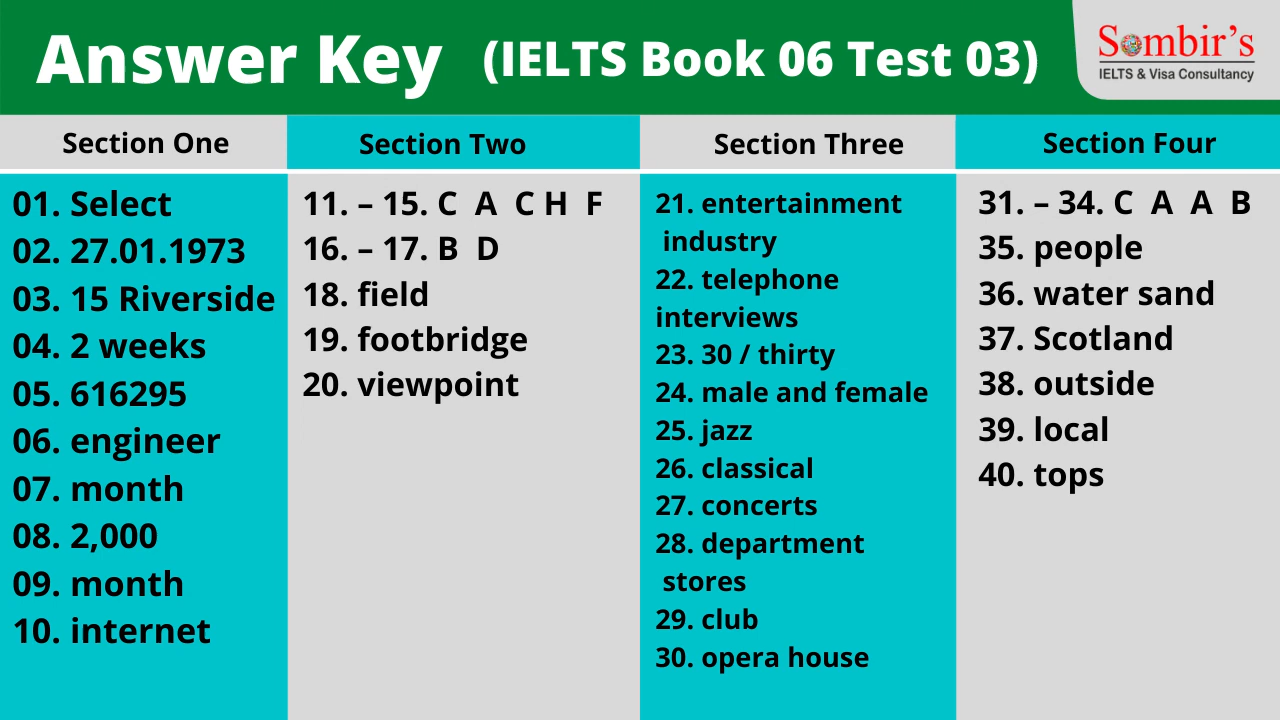 Answer Key (IELTS Book 06 Test 03)
Sombir's
IELTS & Visa Consultancy
Section One
01. Select
02. 27.01.1973
03. 15 Riverside
04. 2 weeks
05. 616295
06. engineer
07. month
08. 2,000
09. month
10. internet
Section Two
11. – 15. C A C H F
16. – 17. B D
18. field
19. footbridge
20. viewpoint
Section Three
21. entertainment
industry
22. telephone
interviews
23. 30 / thirty
24. male and female
25. jazz
26. classical
27. concerts
28. department
stores
29. club
30. opera house
Section Four
31. – 34. C A A B
35. people
36. water sand
37. Scotland
38. outside
39. local
40. tops